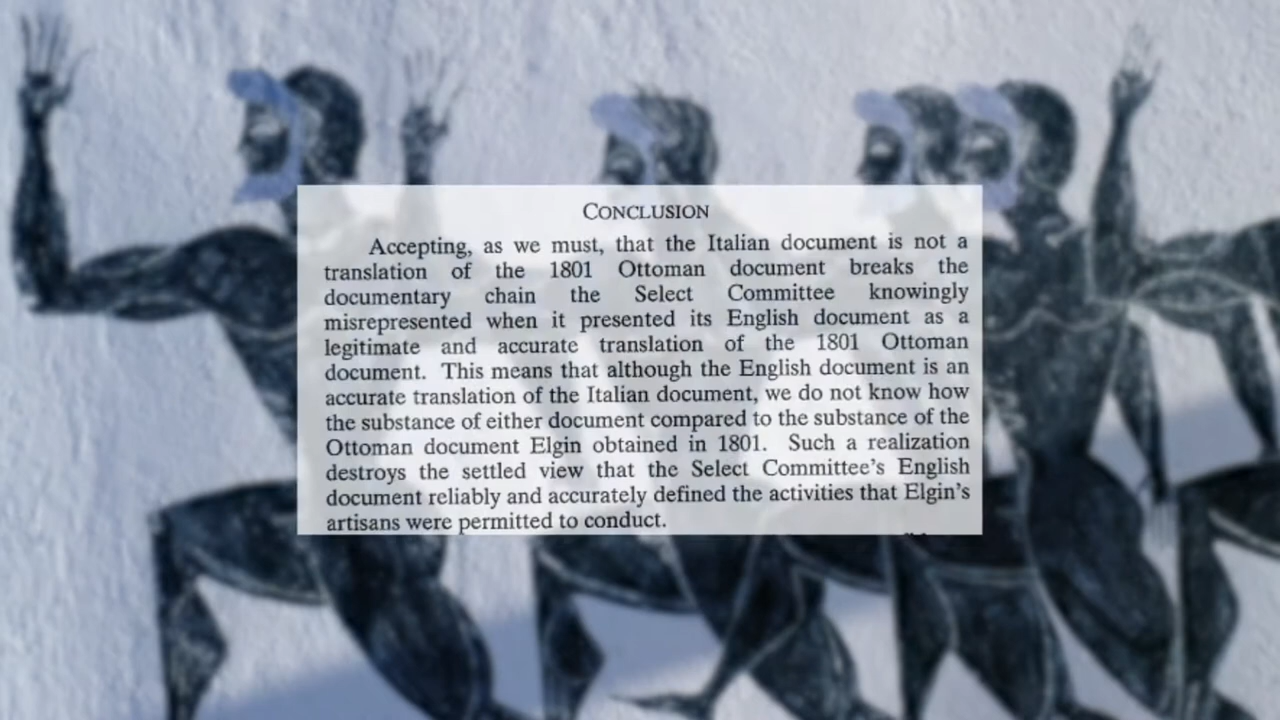 CONCLUSION
Accepting, as we must, that the Italian document is not a
translation of the 1801 Ottoman document breaks the
documentary chain the Select Committee knowingly
misrepresented when it presented its English document as a
legitimate and accurate translation of the 1801 Ottoman
document. This means that although the English document is an
accurate translation of the Italian document, we do not know how
the substance of either document compared to the substance of the
Ottoman document Elgin obtained in 1801. Such a realization
destroys the settled view that the Select Committee's English
document reliably and accurately defined the activities that Elgin's
artisans were permitted to conduct.